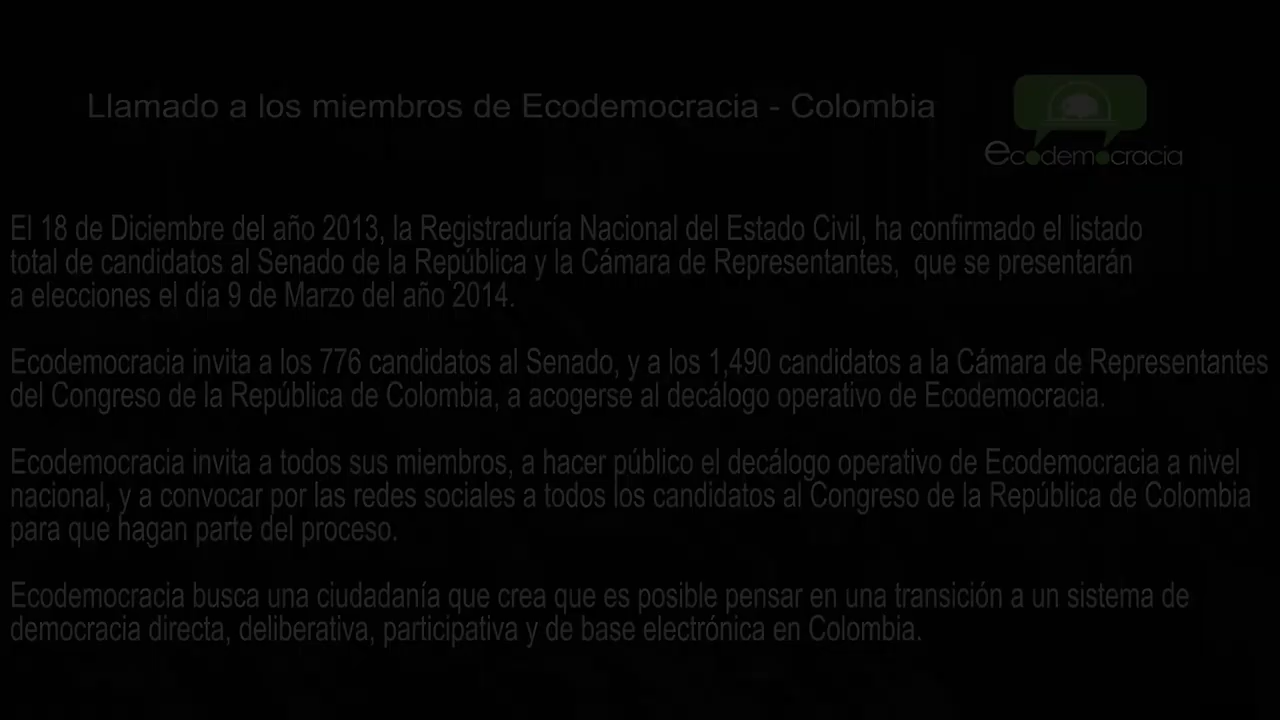 Llamado a los miembros de Ecodemocracia - Colombia
ecodemocracia
El 18 de Diciembre del año 2013, la Registraduría Nacional del Estado Civil, ha confirmado el listado
total de candidatos al Senado de la República y la Cámara de Representantes, que se presentarán
a elecciones el día 9 de Marzo del año 2014.
Ecodemocracia invita a los 776 candidatos al Senado, y a los 1,490 candidatos a la Cámara de Representantes
del Congreso de la República de Colombia, a acogerse al decálogo operativo de Ecodemocracia.
Ecodemocracia invita a todos sus miembros, a hacer público el decálogo operativo de Ecodemocracia a nivel
nacional, y a convocar por las redes sociales a todos los candidatos al Congreso de la República de Colombia
para que hagan parte del proceso.
Ecodemocracia busca una ciudadanía que crea que es posible pensar en una transición a un sistema de
democracia directa, deliberativa, participativa y de base electrónica en Colombia.